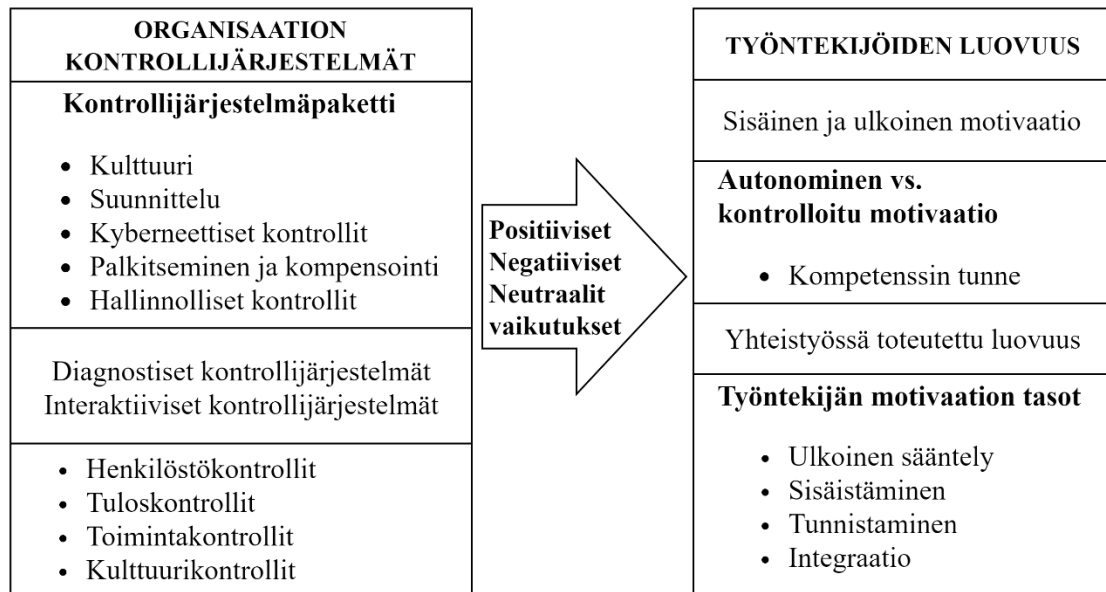 ORGANISAATION
KONTROLLIJÄRJESTELMÄT
Kontrollijärjestelmäpaketti
• Kulttuuri
• Suunnittelu
• Kyberneettiset kontrollit
• Palkitseminen ja kompensointi
• Hallinnolliset kontrollit
Diagnostiset kontrollijärjestelmät
Interaktiiviset kontrollijärjestelmät
• Henkilöstökontrollit
• Tuloskontrollit
• Toimintakontrollit
• Kulttuurikontrollit
Positiiviset
Negatiiviset
Neutraalit
vaikutukset
TYÖNTEKIJÖIDEN LUOVUUS
Sisäinen ja ulkoinen motivaatio
Autonominen vs.
kontrolloitu motivaatio
• Kompetenssin tunne
Yhteistyössä toteutettu luovuus
Työntekijän motivaation tasot
• Ulkoinen sääntely
• Sisäistäminen
• Tunnistaminen
• Integraatio